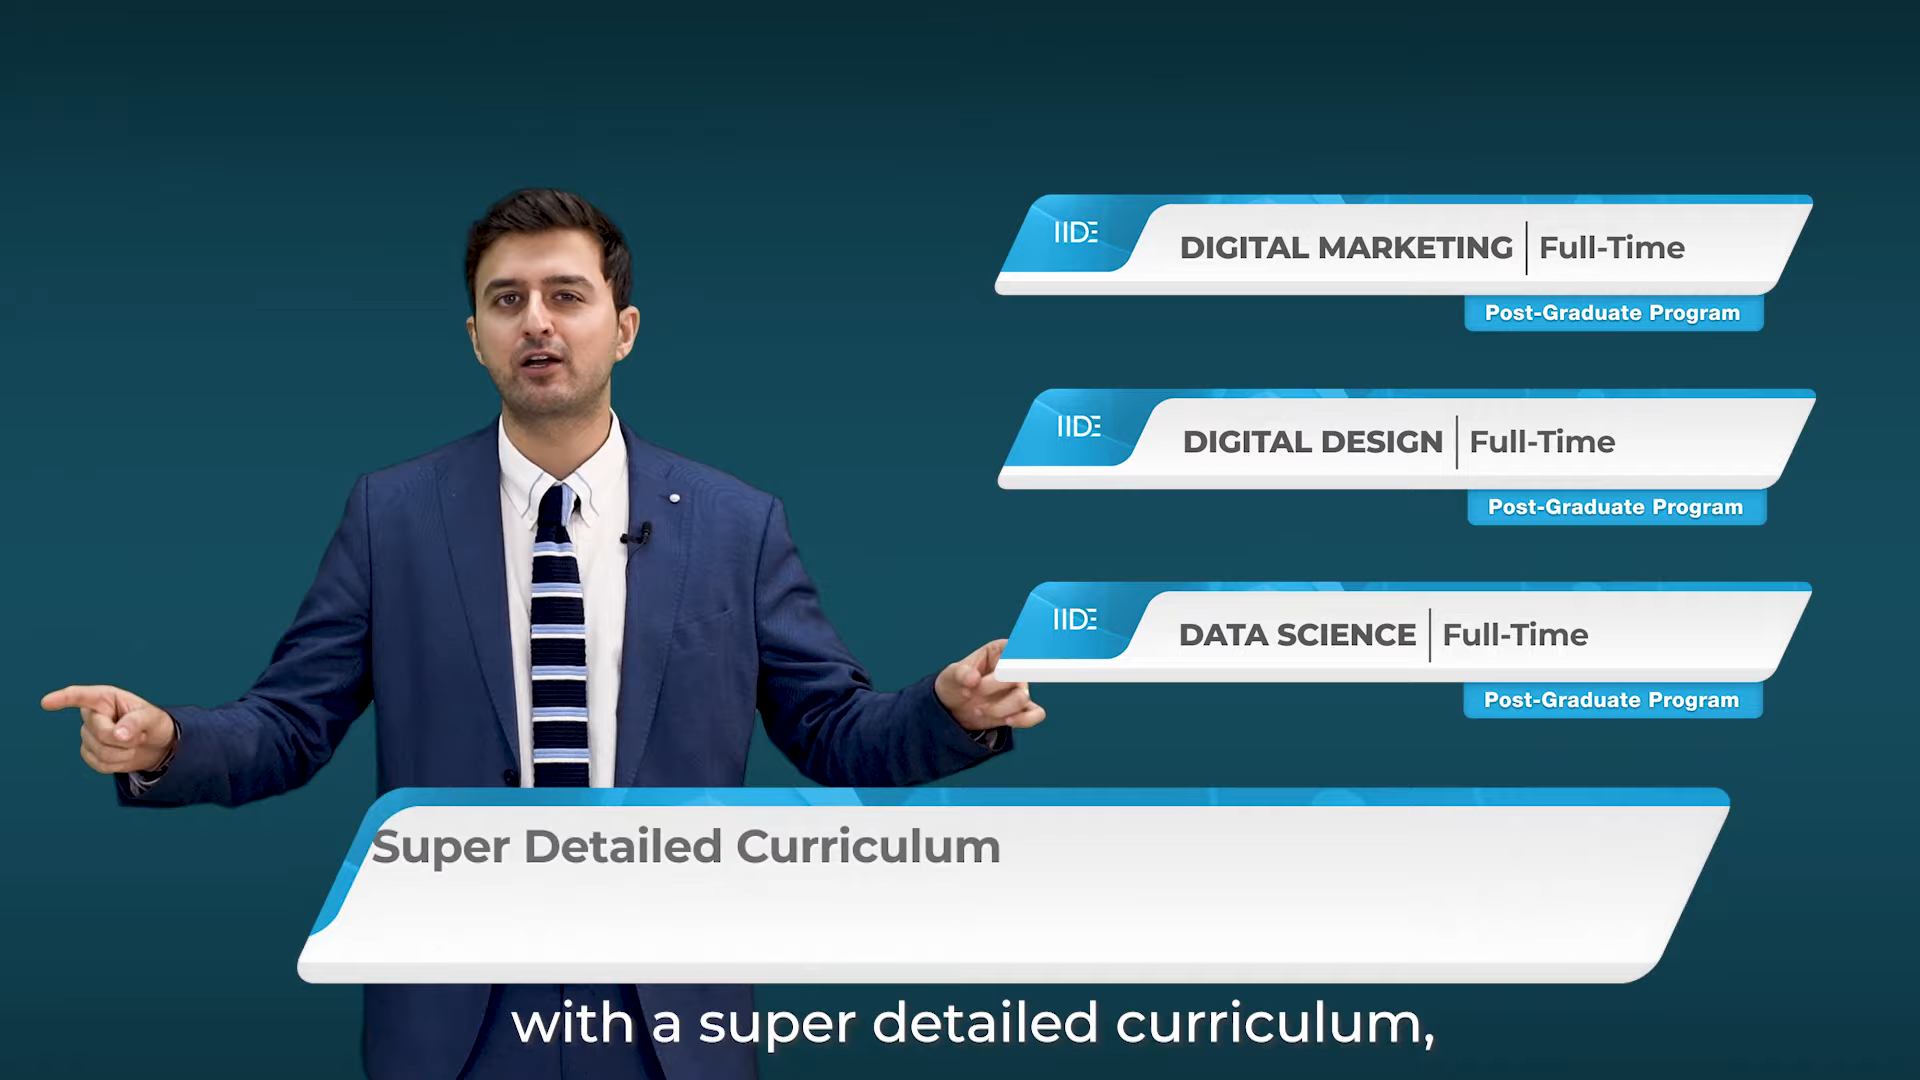 IIDE
DIGITAL MARKETING | Full-Time
Post-Graduate Program
IIDE
DIGITAL DESIGN | Full-Time
Post-Graduate Program
IIDE
DATA SCIENCE | Full-Time
Post-Graduate Program
Super Detailed Curriculum
with a super detailed curriculum,